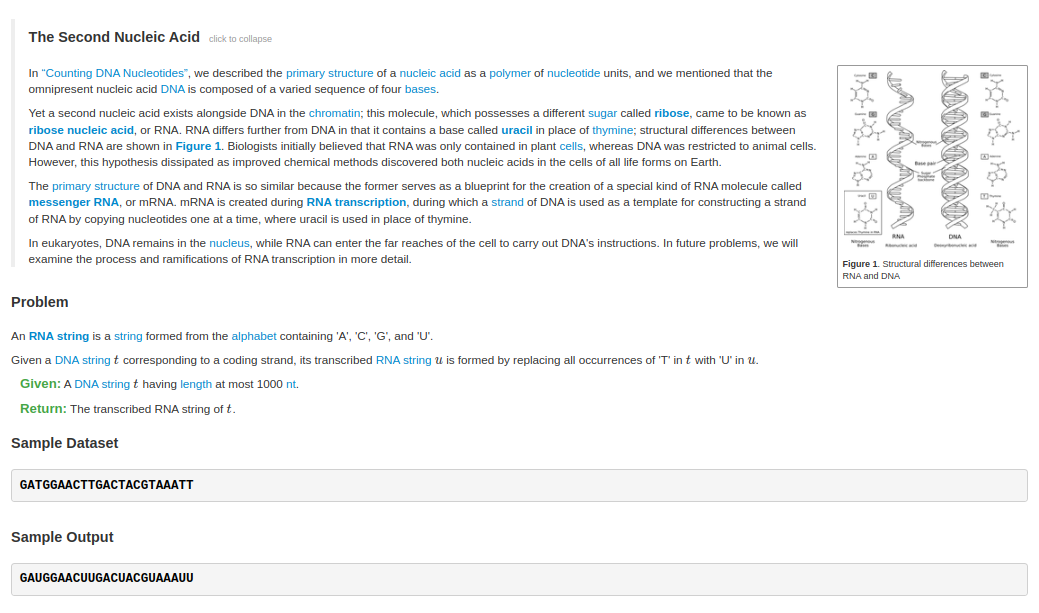 The Second Nucleic Acid click to collapse
In “Counting DNA Nucleotides”, we described the primary structure of a nucleic acid as a polymer of nucleotide units, and we mentioned that the
omnipresent nucleic acid DNA is composed of a varied sequence of four bases.
Yet a second nucleic acid exists alongside DNA in the chromatin; this molecule, which possesses a different sugar called ribose, came to be known as
ribose nucleic acid, or RNA. RNA differs further from DNA in that it contains a base called uracil in place of thymine; structural differences between
DNA and RNA are shown in Figure 1. Biologists initially believed that RNA was only contained in plant cells, whereas DNA was restricted to animal cells.
However, this hypothesis dissipated as improved chemical methods discovered both nucleic acids in the cells of all life forms on Earth.
The primary structure of DNA and RNA is so similar because the former serves as a blueprint for the creation of a special kind of RNA molecule called
messenger RNA, or mRNA. mRNA is created during RNA transcription, during which a strand of DNA is used as a template for constructing a strand
of RNA by copying nucleotides one at a time, where uracil is used in place of thymine.
In eukaryotes, DNA remains in the nucleus, while RNA can enter the far reaches of the cell to carry out DNA's instructions. In future problems, we will
examine the process and ramifications of RNA transcription in more detail.
Base pair
RNA
Ribonucleic acid
DNA
Deoxyribonucleic acid
Nitrogenous
Bases
Nitrogenous
Bases
Figure 1. Structural differences between
RNA and DNA
Problem
An RNA string is a string formed from the alphabet containing 'A', 'C', 'G', and 'U'.
Given a DNA string t corresponding to a coding strand, its transcribed RNA string u is formed by replacing all occurrences of 'T' in t with 'U' in u.
Given: A DNA string t having length at most 1000 nt.
Return: The transcribed RNA string of t.
Sample Dataset
GATGGAACTTGACTACGTAAATT
Sample Output
GAUGGAACUUGACUACGUAAAUU